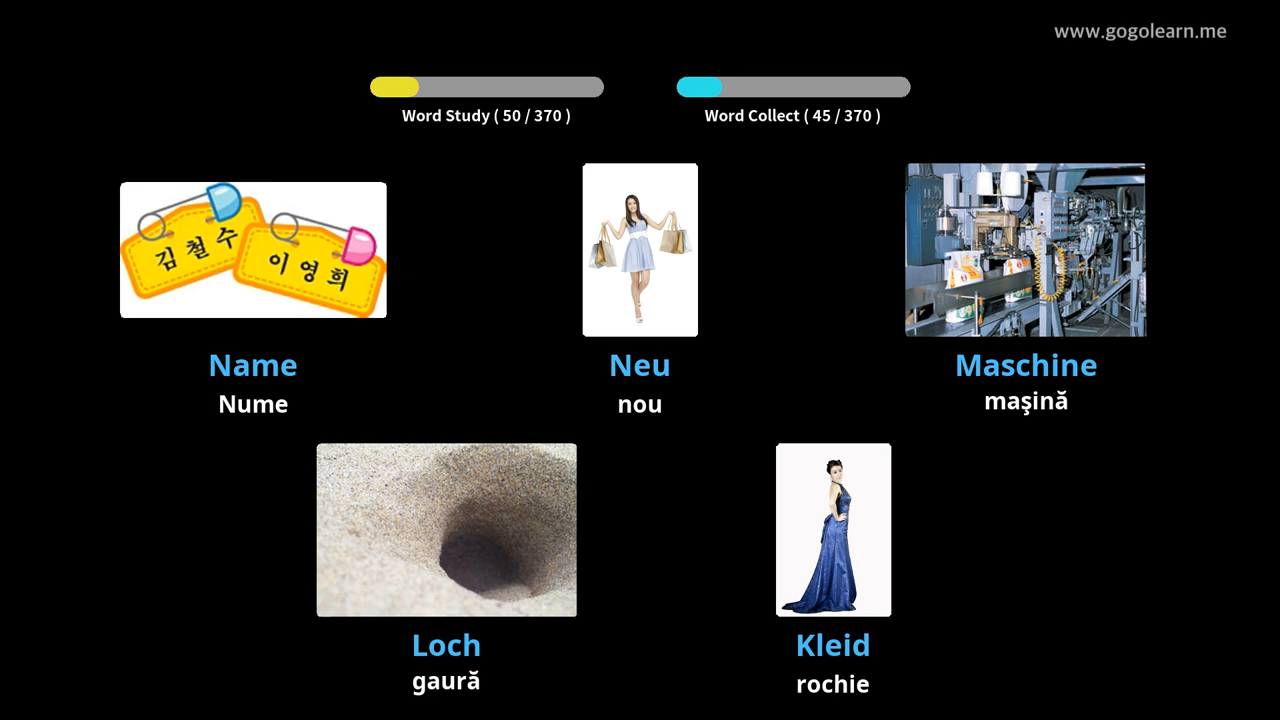 www.gogolearn.me
Word Study ( 50 / 370 )
Word Collect ( 45 / 370 )
김철수
이영희
Name
Nume
Neu
nou
Maschine
maşină
Loch
gaură
Kleid
rochie